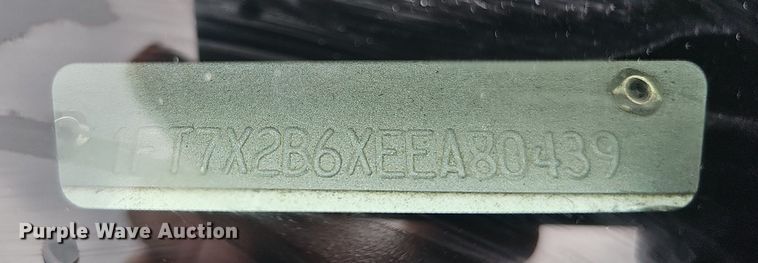 1FT7X2B6XEEA80439
Purple Wave Auction